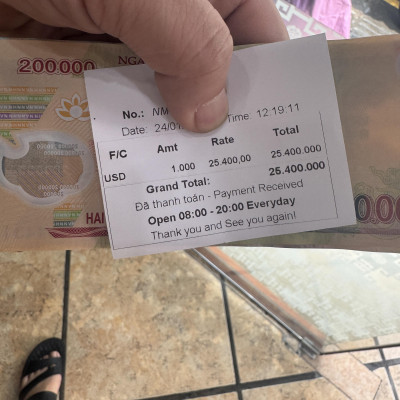 200000 NGA
No.: NM
Date: 24/0 Time 12:19:11
F/C Amt Rate Total
USD 1.000 25.400,00 25.400.000
Grand Total: 25.400.000
Đã thanh toán - Payment Received
Open 08:00 - 20:00 Everyday
Thank you and See you again!
HA